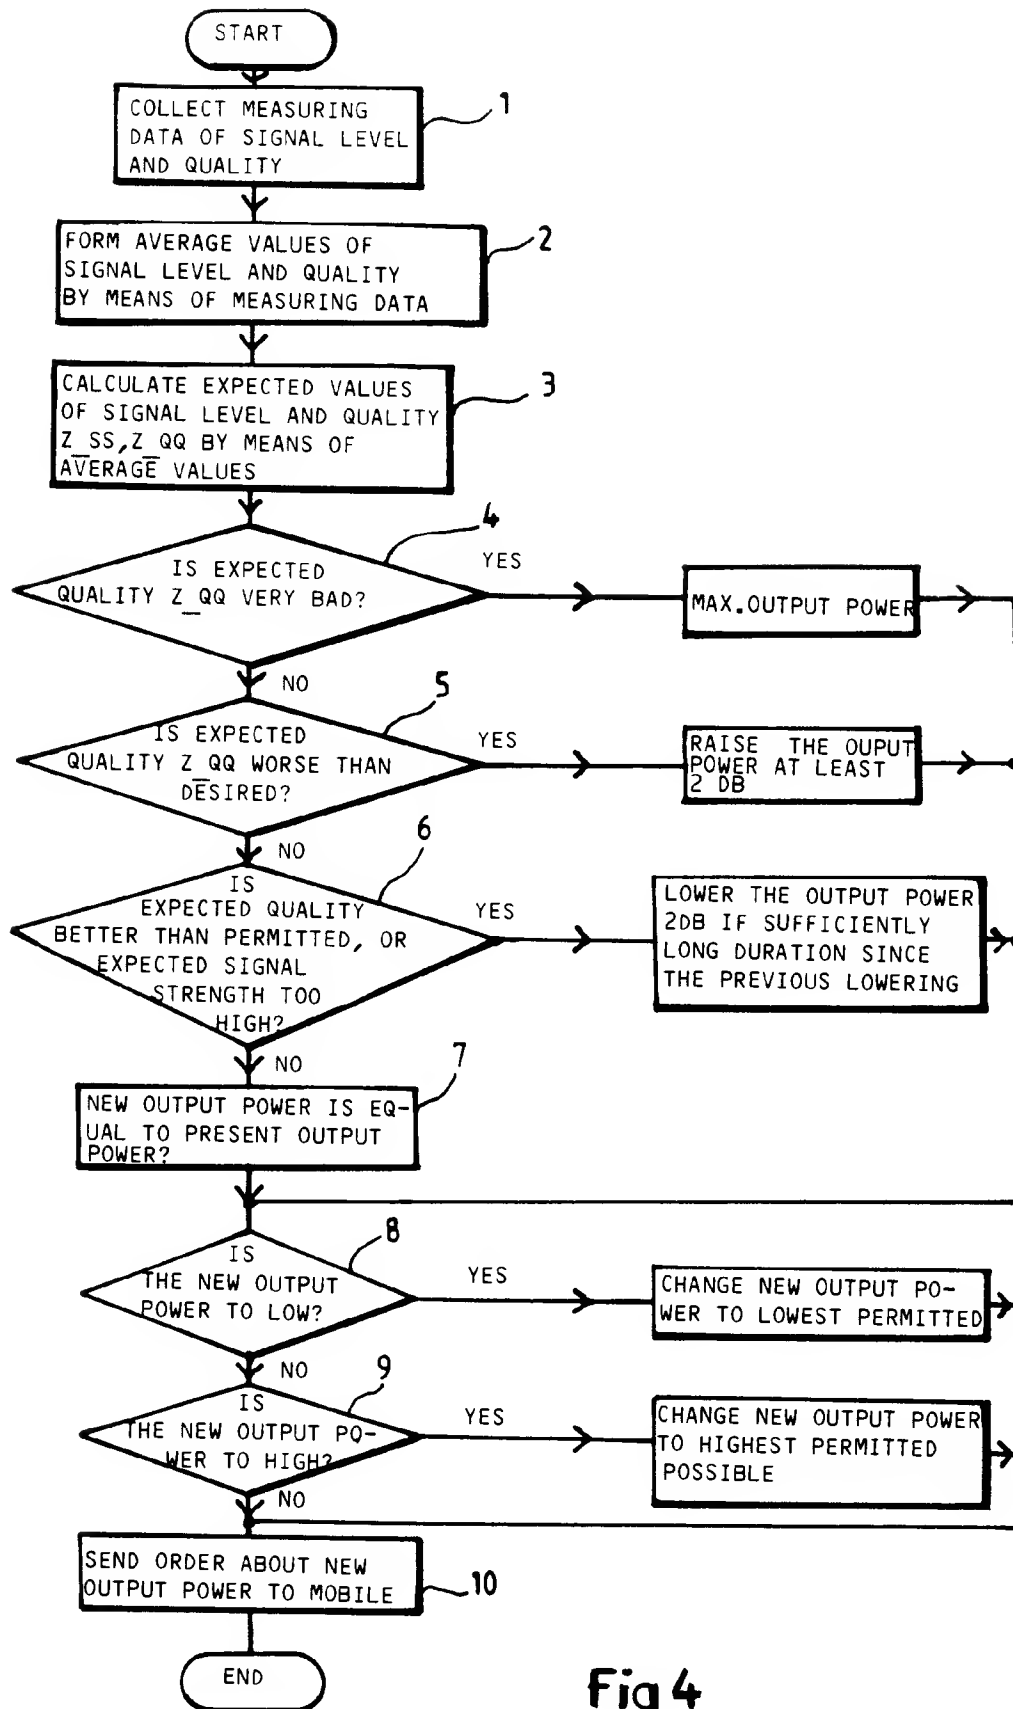 START
COLLECT MEASURING
DATA OF SIGNAL LEVEL
AND QUALITY
1
FORM AVERAGE VALUES OF
SIGNAL LEVEL AND QUALITY
BY MEANS OF MEASURING DATA
2
CALCULATE EXPECTED VALUES
OF SIGNAL LEVEL AND QUALITY
Z_SS,Z_QQ BY MEANS OF
AVERAGE VALUES
3
4
IS EXPECTED
QUALITY Z_QQ VERY BAD?
YES
MAX.OUTPUT POWER
NO
5
IS EXPECTED
QUALITY Z_QQ WORSE THAN
DESIRED?
YES
RAISE THE OUPUT
POWER AT LEAST
2 DB
NO
6
IS
EXPECTED QUALITY
BETTER THAN PERMITTED, OR
EXPECTED SIGNAL
STRENGTH TOO
HIGH?
YES
LOWER THE OUTPUT POWER
2DB IF SUFFICIENTLY
LONG DURATION SINCE
THE PREVIOUS LOWERING
NO
7
NEW OUTPUT POWER IS EQ-
UAL TO PRESENT OUTPUT
POWER?
8
IS
THE NEW OUTPUT
POWER TO LOW?
YES
CHANGE NEW OUTPUT PO-
WER TO LOWEST PERMITTED
NO
9
IS
THE NEW OUTPUT PO-
WER TO HIGH?
YES
CHANGE NEW OUTPUT POWER
TO HIGHEST PERMITTED
POSSIBLE
NO
SEND ORDER ABOUT NEW
OUTPUT POWER TO MOBILE
10
END
Fig 4